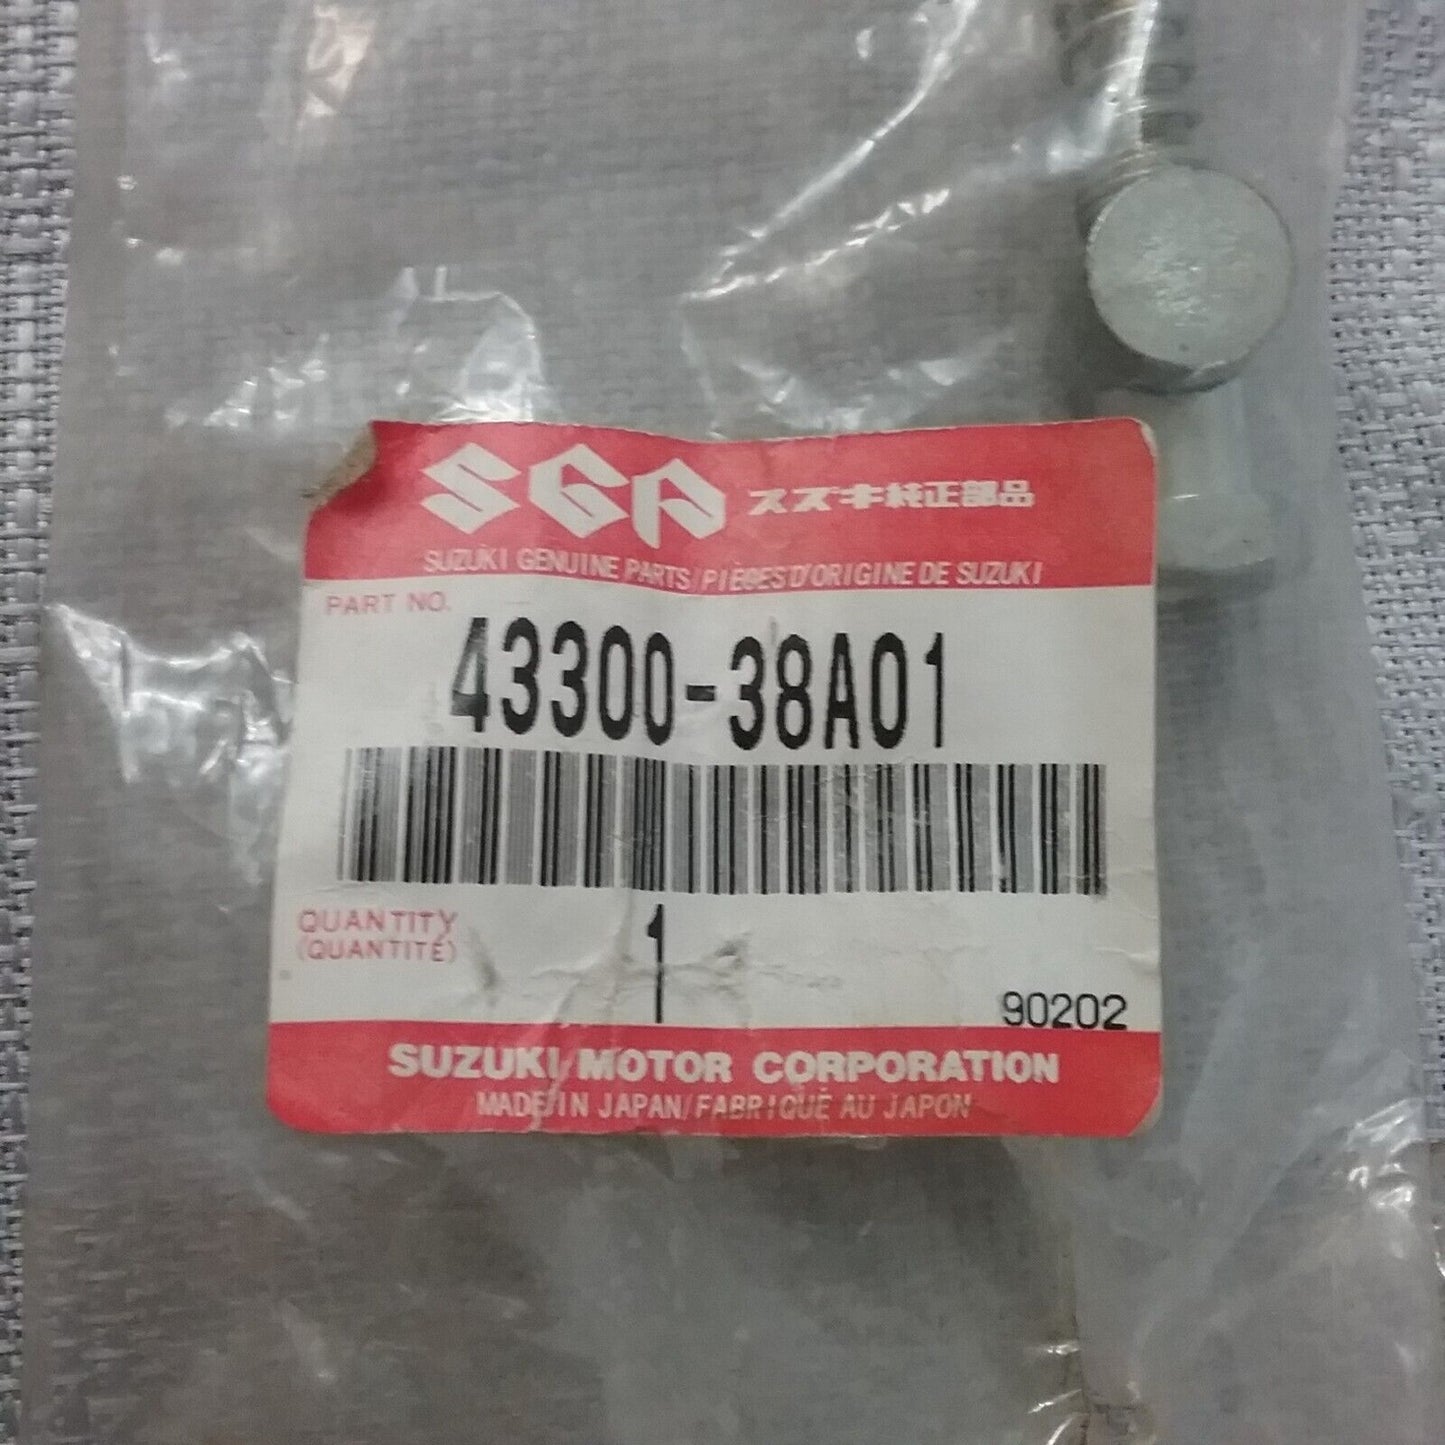 SGP スズキ純正部品
SUZUKI GENUINE PARTS/PIÈCES D'ORIGINE DE SUZUKI
PART NO.
43300-38A01
QUANTITY
(QUANTITÉ)
1
90202
SUZUKI MOTOR CORPORATION
MADE IN JAPAN/FABRIQUÉ AU JAPON